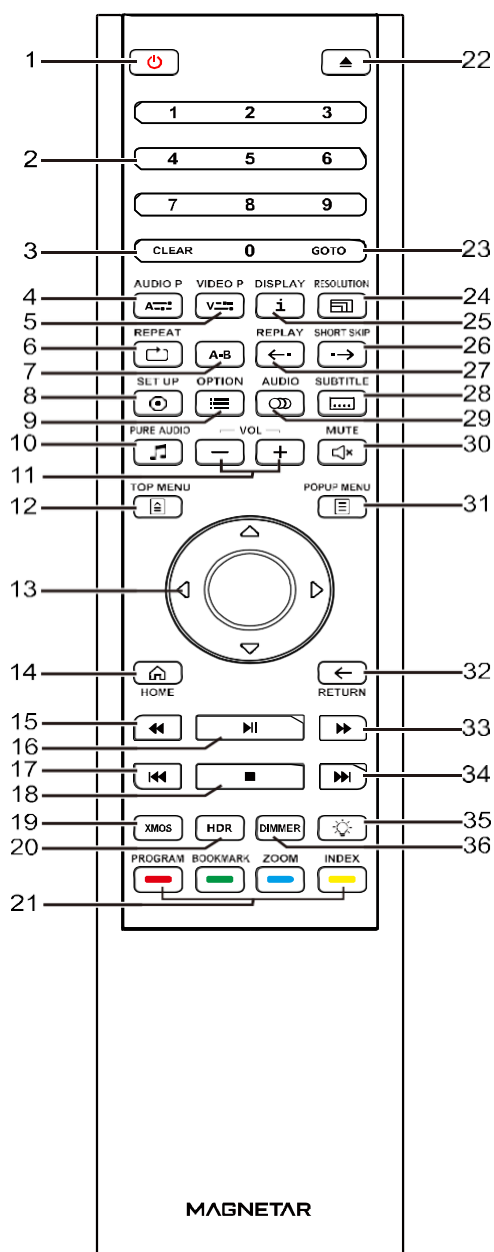 1 22
1 2 3
2 4 5 6
7 8 9
3 CLEAR 0 GOTO 23
AUDIO P VIDEO P DISPLAY RESOLUTION
4 A V i 24
5 25
REPEAT REPLAY SHORT SKIP
6 A-B 26
7 27
SET UP OPTION AUDIO SUBTITLE
8 28
9 29
PURE AUDIO VOL MUTE
10 30
11
TOP MENU POPUP MENU
12 31
13
14 32
HOME RETURN
15 33
16
17 34
18
19 XMOS HDR DIMMER 35
20 36
PROGRAM BOOKMARK ZOOM INDEX
21
MAGNETAR